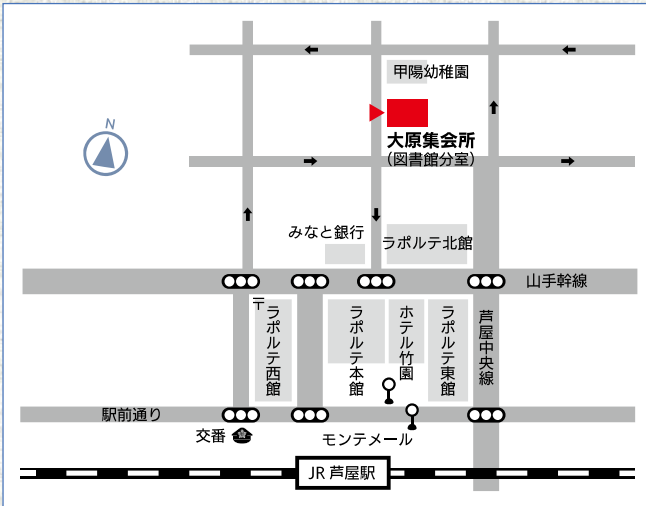 甲陽幼稚園
N
大原集会所
(図書館分室)
みなと銀行
ラポルテ北館
山手幹線
〒
ラポルテ西館
ラポルテ本館
ホテル竹園
ラポルテ東館
芦屋中央線
駅前通り
交番
モンテメール
JR 芦屋駅